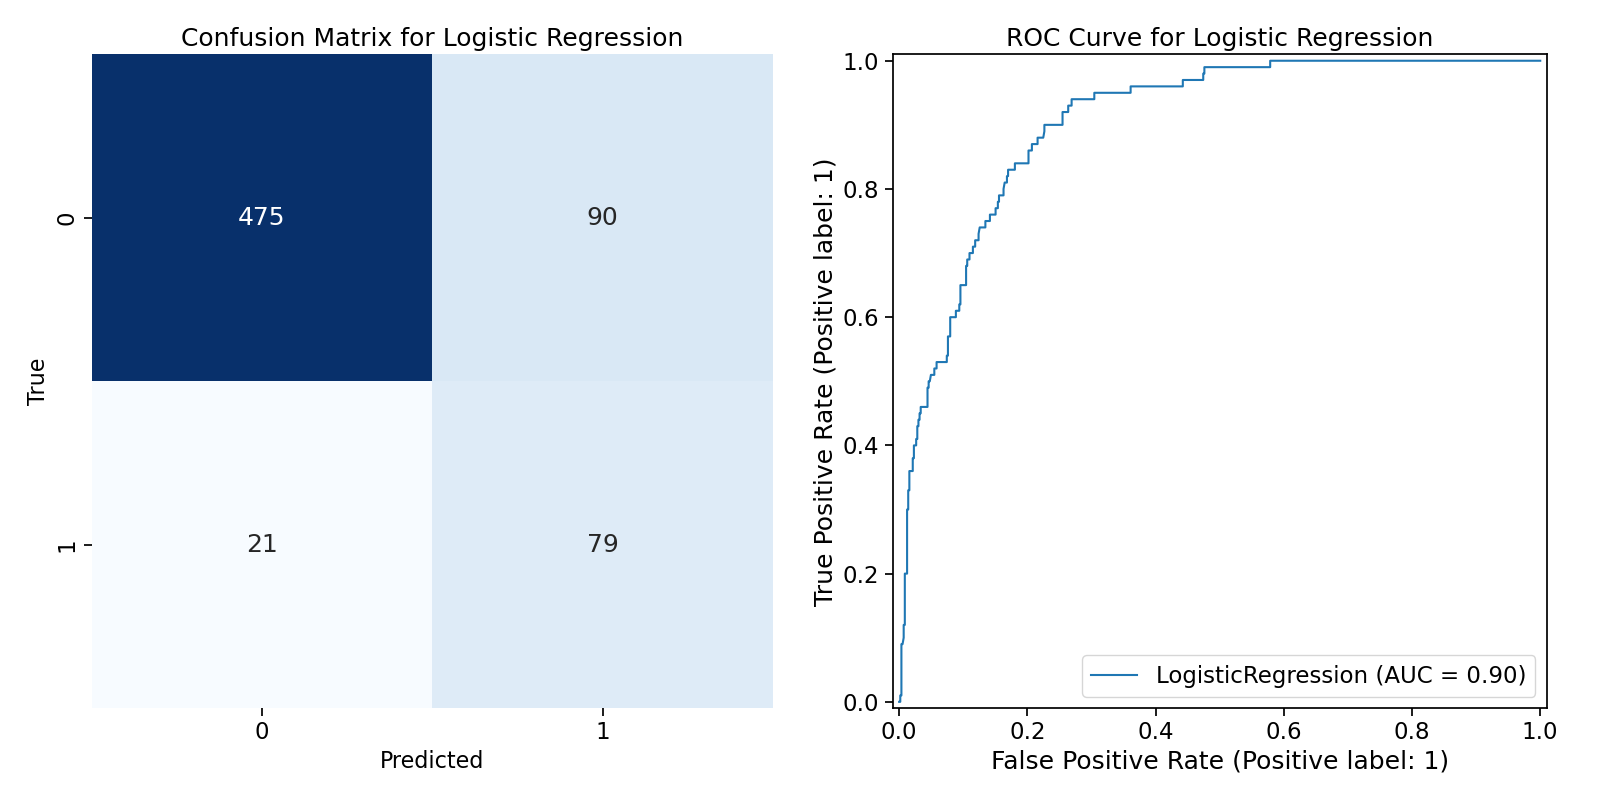 Confusion Matrix for Logistic Regression
475
90
21
79
0
1
True
0
1
Predicted
ROC Curve for Logistic Regression
1.0
0.8
0.6
0.4
0.2
0.0
True Positive Rate (Positive label: 1)
LogisticRegression (AUC = 0.90)
0.0
0.2
0.4
0.6
0.8
1.0
False Positive Rate (Positive label: 1)